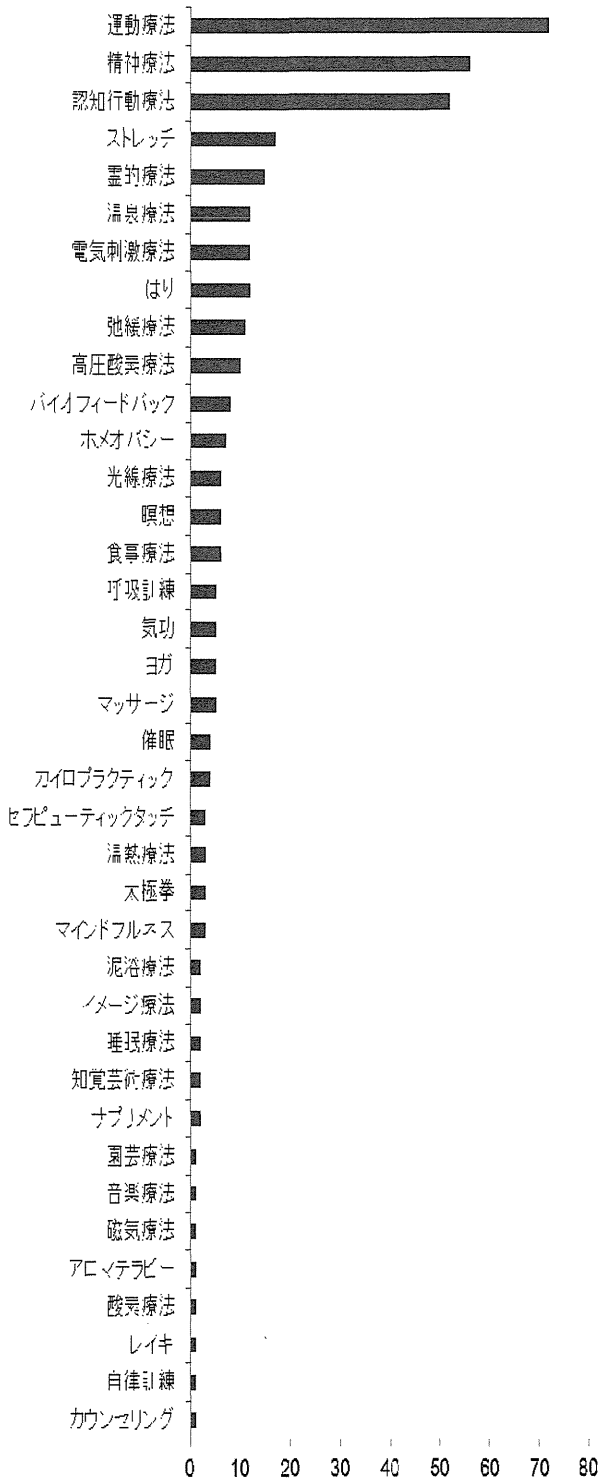 運動療法
精神療法
認知行動療法
ストレッチ
霊的療法
温泉療法
電気刺激療法
はり
弛緩療法
高圧酸素療法
バイオフィードバック
ホメオパシー
光線療法
瞑想
食事療法
呼吸訓練
気功
ヨガ
マッサージ
催眠
カイロプラクティック
セラピューティックタッチ
温熱療法
太極拳
マインドフルネス
泥浴療法
イメージ療法
睡眠療法
知覚芸術療法
サプリメント
園芸療法
音楽療法
磁気療法
アロマテラピー
酸素療法
レイキ
自律訓練
カウンセリング
0 10 20 30 40 50 60 70 80